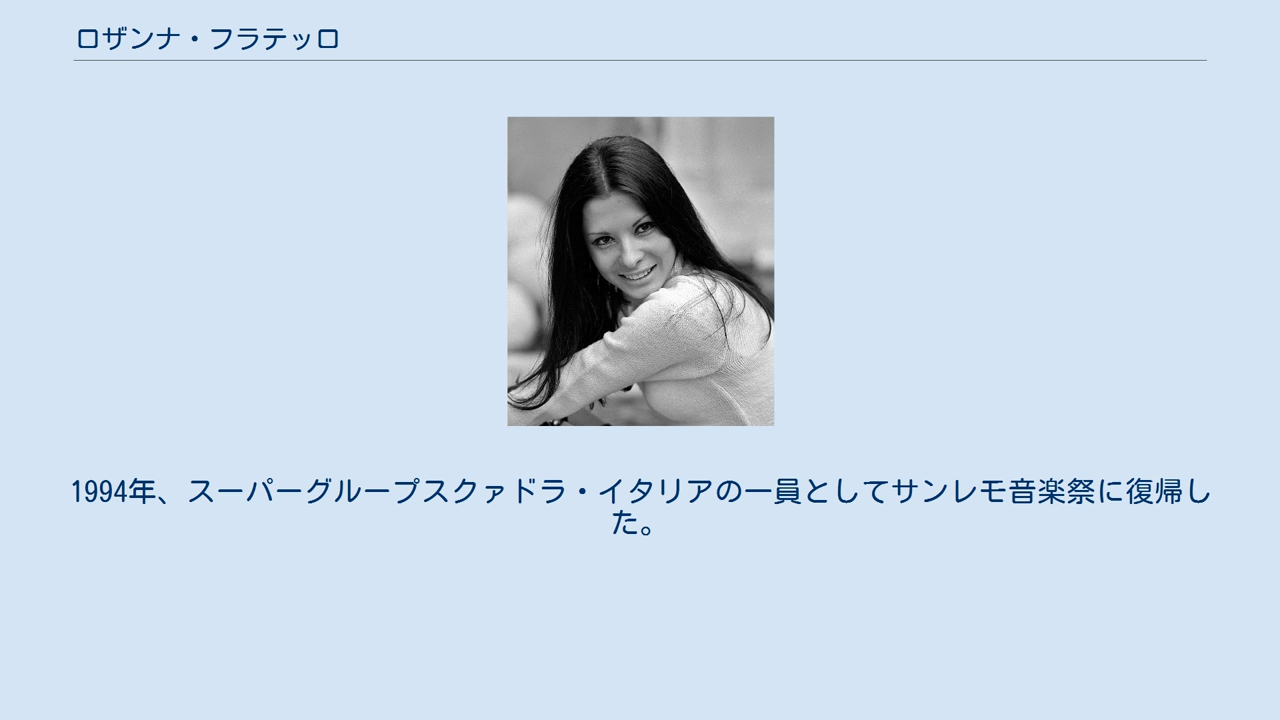 ロザンナ・フラテッロ
1994年、スーパーグループスクァドラ・イタリアの一員としてサンレモ音楽祭に復帰し
た。